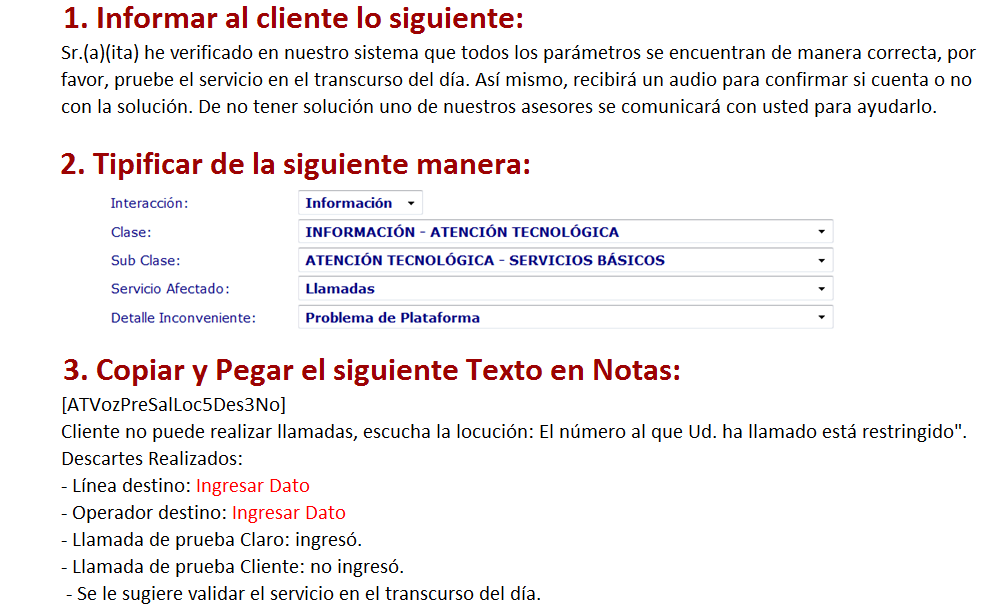 1. Informar al cliente lo siguiente:
Sr.(a)(ita) he verificado en nuestro sistema que todos los parámetros se encuentran de manera correcta, por
favor, pruebe el servicio en el transcurso del día. Así mismo, recibirá un audio para confirmar si cuenta o no
con la solución. De no tener solución uno de nuestros asesores se comunicará con usted para ayudarlo.
2. Tipificar de la siguiente manera:
Interacción: Información
Clase: INFORMACIÓN - ATENCIÓN TECNOLÓGICA
Sub Clase: ATENCIÓN TECNOLÓGICA - SERVICIOS BÁSICOS
Servicio Afectado: Llamadas
Detalle Inconveniente: Problema de Plataforma
3. Copiar y Pegar el siguiente Texto en Notas:
[ATVozPreSalLoc5Des3No]
Cliente no puede realizar llamadas, escucha la locución: El número al que Ud. ha llamado está restringido".
Descartes Realizados:
- Línea destino: Ingresar Dato
- Operador destino: Ingresar Dato
- Llamada de prueba Claro: ingresó.
- Llamada de prueba Cliente: no ingresó.
- Se le sugiere validar el servicio en el transcurso del día.